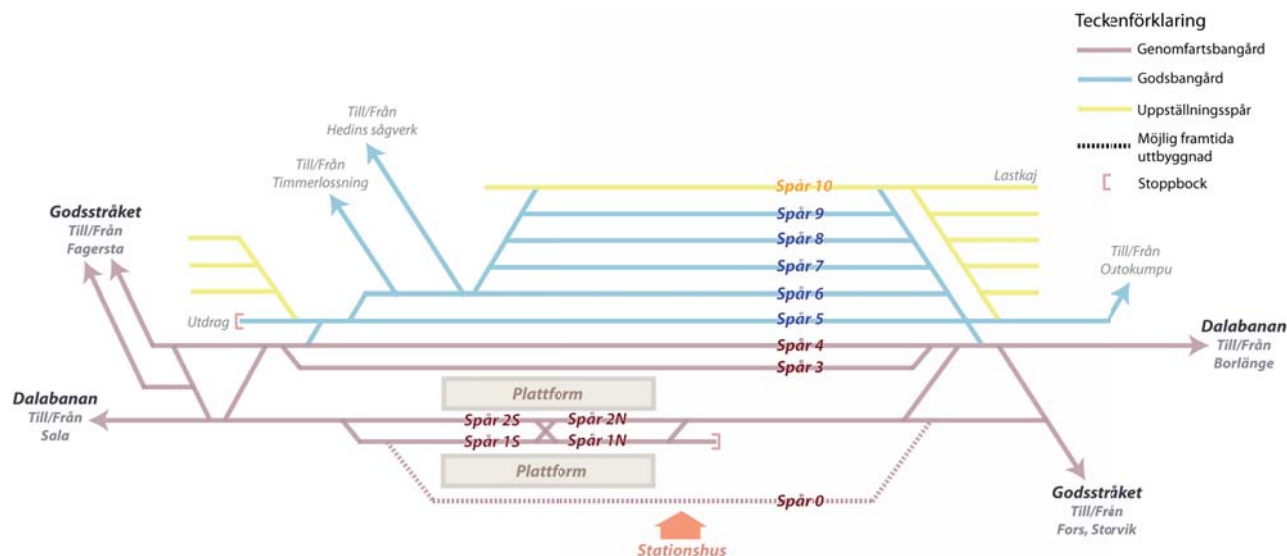 Teckenförklaring
Genomfartsbangård
Godsbangård
Uppställningsspår
Möjlig framtida
uttbyggnad
Stoppbock
Till/Från
Hedins sågverk
Till/Från
Timmerlossning
Godsstråket
Till/Från
Fagersta
Lastkaj
Spår 10
Spår 9
Spår 8
Spår 7
Spår 6
Spår 5
Spår 4
Spår 3
Till/Från
Outokumpu
Utdrag
Dalabanan
Till/Från
Borlänge
Dalabanan
Till/Från
Sala
Plattform
Spår 2S
Spår 2N
Spår 1S
Spår 1N
Plattform
Spår 0
Godsstråket
Till/Från
Fors, Storvik
Stationshus